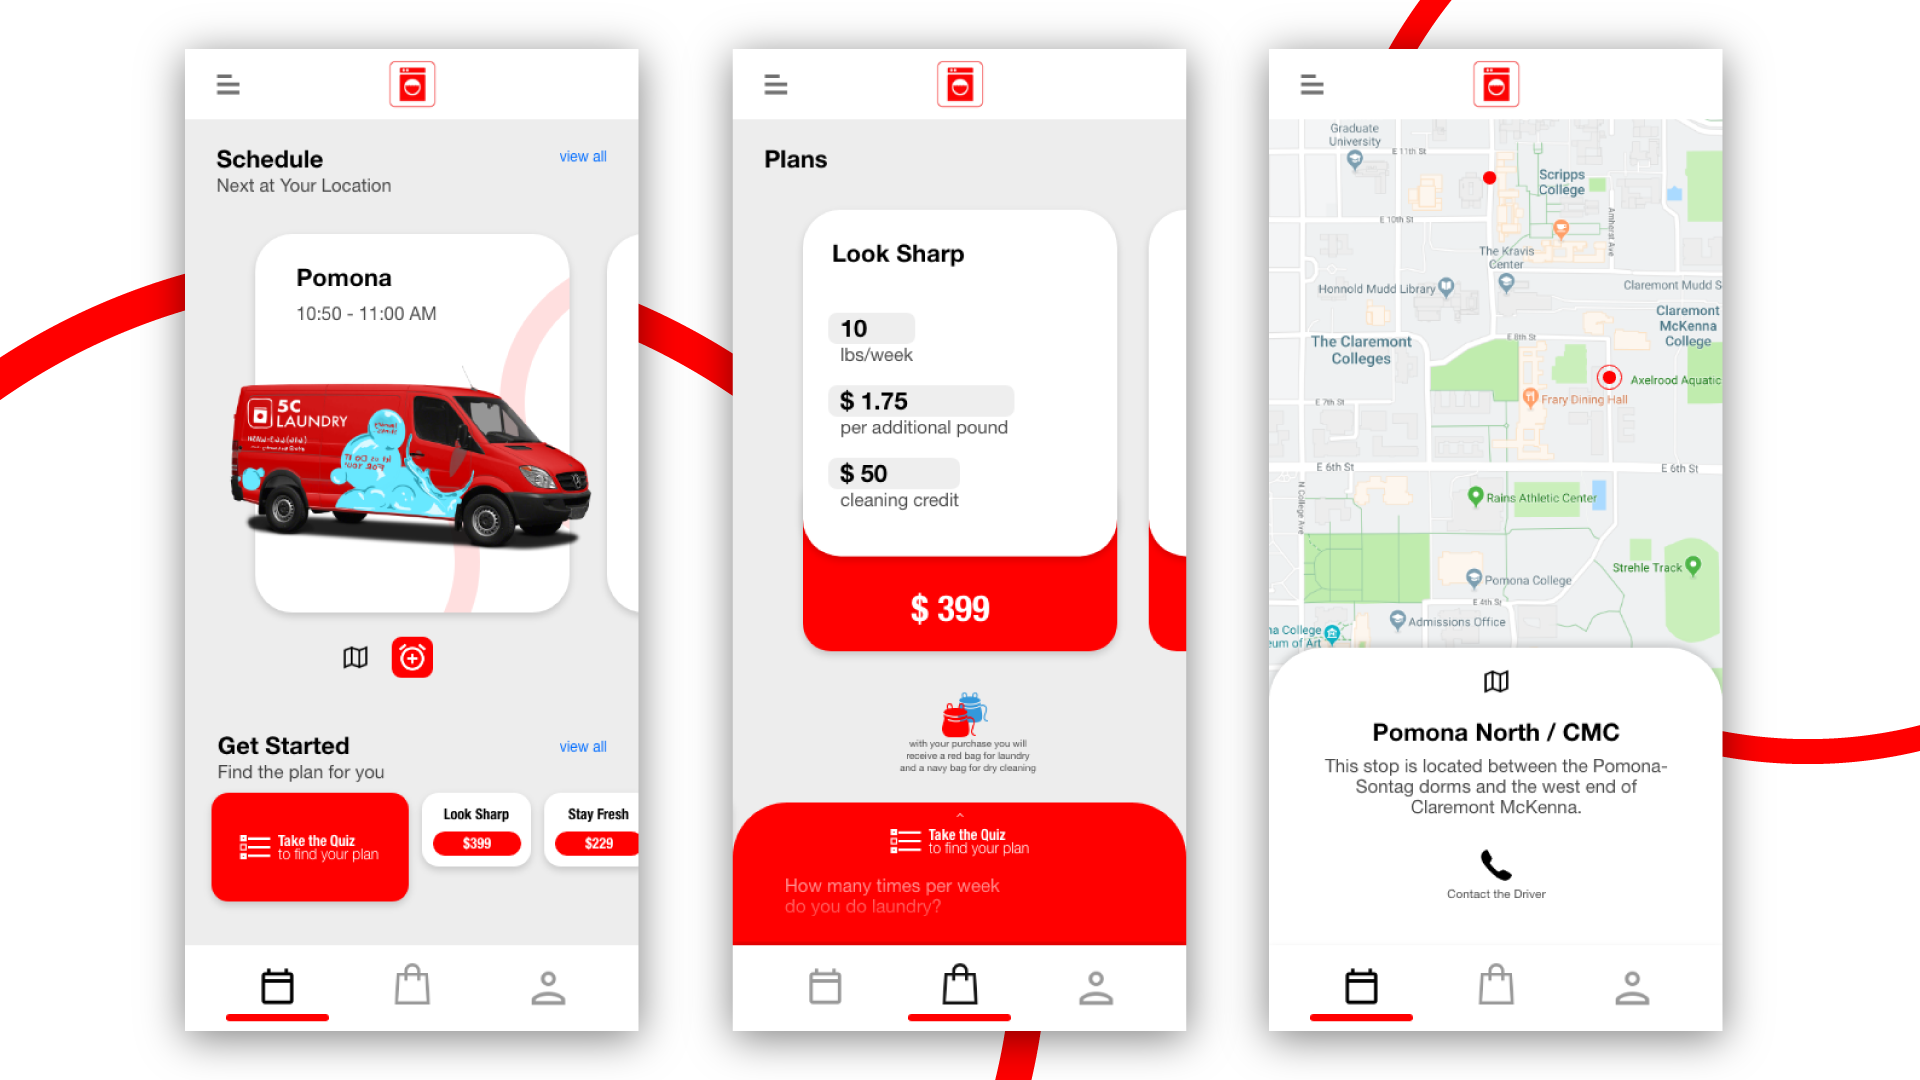 Schedule
view all
Next at Your Location
Pomona
10:50 - 11:00 AM
5C
LAUNDRY
Get Started
view all
Find the plan for you
Take the Quiz
to find your plan
Look Sharp
$399
Stay Fresh
$229
Plans
Look Sharp
10
lbs/week
$ 1.75
per additional pound
$ 50
cleaning credit
$ 399
with your purchase you will
receive a red bag for laundry
and a navy bag for dry cleaning
Take the Quiz
to find your plan
How many times per week
do you do laundry?
Graduate
University
E 11th St
Scripps
College
E 10th St
Amherst Ave
The Kravis
Center
Honnold Mudd Library
Claremont Mudd S
Claremont
McKenna
College
The Claremont
Colleges
E 8th St
Axelrood Aquatic
E 7th St
Frary Dining Hall
E 6th St
E 6th St
N College Ave
Rains Athletic Center
Strehle Track
Pomona College
E 4th St
Admissions Office
na College
eum of Art
Pomona North / CMC
This stop is located between the Pomona-
Sontag dorms and the west end of
Claremont McKenna.
Contact the Driver